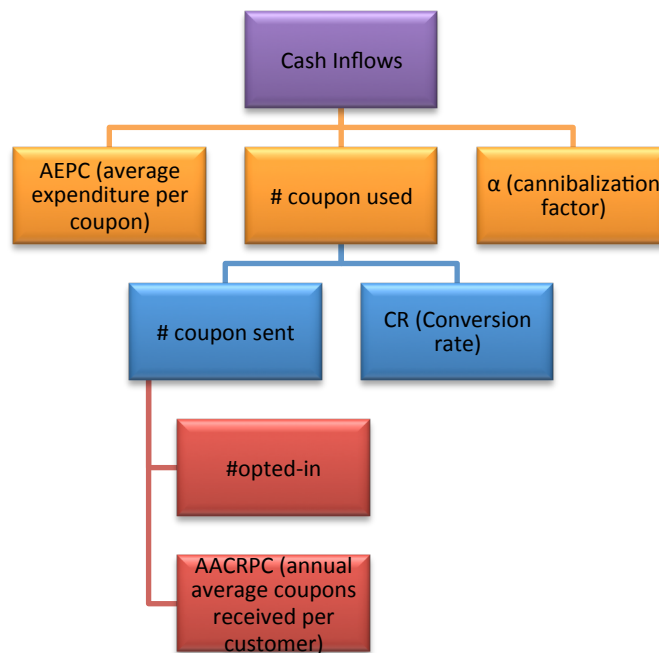 Cash Inflows
AEPC (average
expenditure per
coupon)
# coupon used
α (cannibalization
factor)
# coupon sent
CR (Conversion
rate)
#opted-in
AACRPC (annual
average coupons
received per
customer)